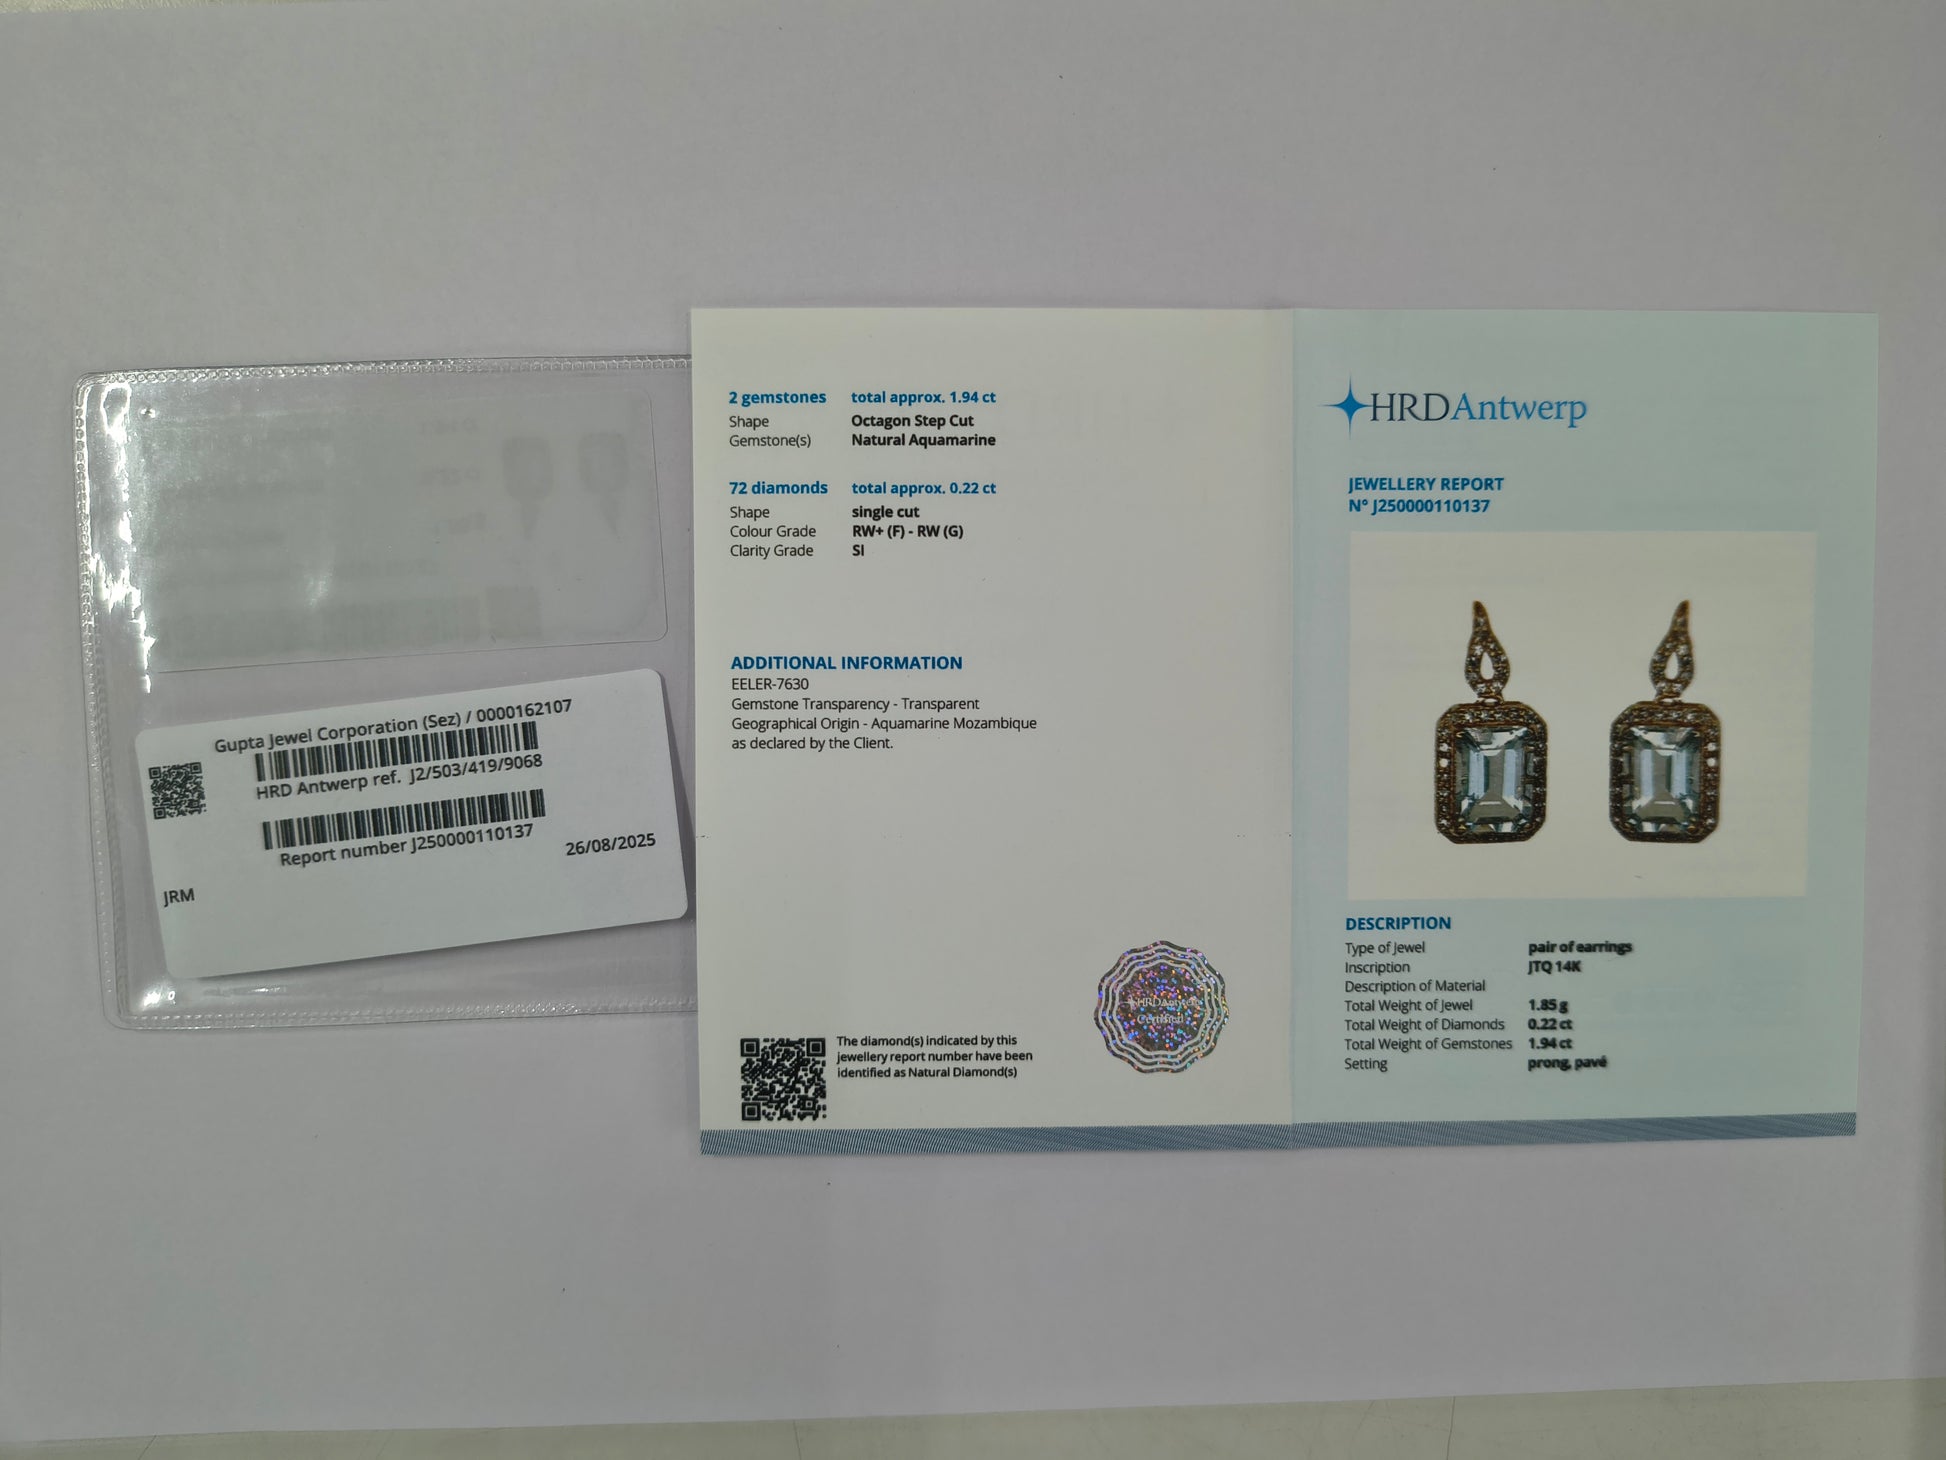 Gupta Jewel Corporation (Sez) / 0000162107
HRD Antwerp ref. J2/503/419/9068
Report number J250000110137
26/08/2025
JRM
2 gemstones total approx. 1.94 ct
Shape Octagon Step Cut
Gemstone(s) Natural Aquamarine
72 diamonds total approx. 0.22 ct
Shape single cut
Colour Grade RW+ (F) - RW (G)
Clarity Grade SI
ADDITIONAL INFORMATION
EELER-7630
Gemstone Transparency - Transparent
Geographical Origin - Aquamarine Mozambique
as declared by the Client.
The diamond(s) indicated by this
jewellery report number have been
identified as Natural Diamond(s)
HRDAntwerp
Certified
HRDAntwerp
JEWELLERY REPORT
N° J250000110137
DESCRIPTION
Type of Jewel pair of earrings
Inscription JTQ 14K
Description of Material
Total Weight of Jewel 1.85 g
Total Weight of Diamonds 0.22 ct
Total Weight of Gemstones 1.94 ct
Setting prong, pavé